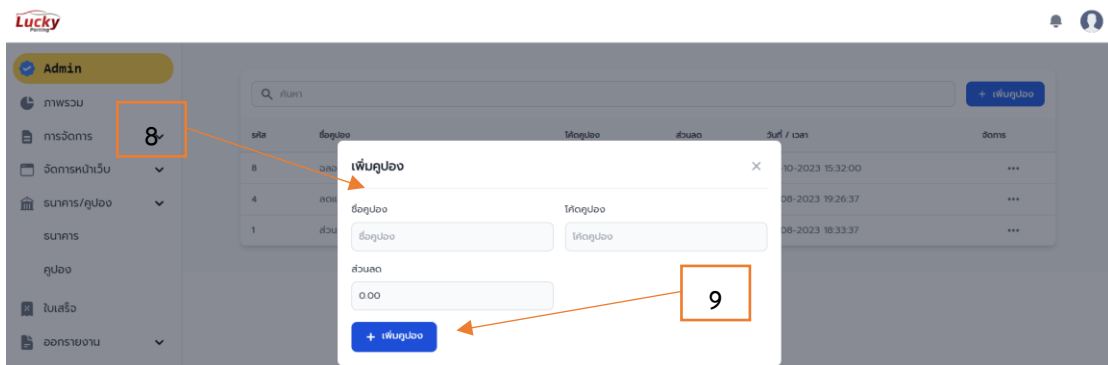 Lucky
Admin
ภาพรวม
การจัดการ
จัดการหน้าเว็บ
ธนาคาร/คูปอง
ธนาคาร
คูปอง
ใบเสร็จ
ออกรายงาน
8
ค้นหา
+ เพิ่มคูปอง
รหัส ชื่อคูปอง โค้ดคูปอง ส่วนลด วันที่ / เวลา จัดการ
8 10-2023 15:32:00
4 08-2023 19:26:37
1 08-2023 18:33:37
เพิ่มคูปอง
ชื่อคูปอง โค้ดคูปอง
ชื่อคูปอง โค้ดคูปอง
ส่วนลด
0.00
+ เพิ่มคูปอง
9